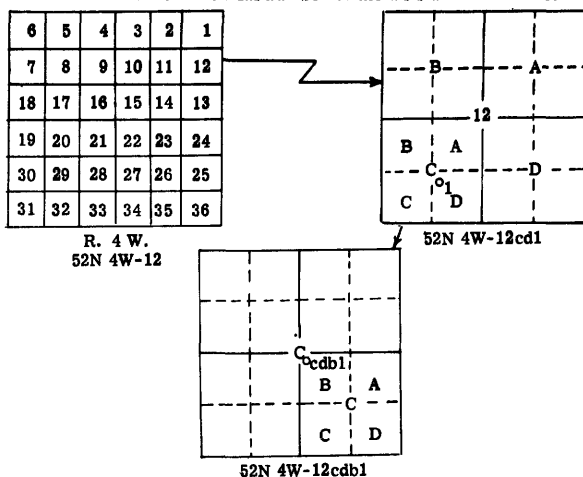 6 5 4 3 2 1
7 8 9 10 11 12
18 17 16 15 14 13
19 20 21 22 23 24
30 29 28 27 26 25
31 32 33 34 35 36
R. 4 W.
52N 4W-12
B A
12
B A
C D
1
C D
52N 4W-12cd1
C
cdb1
B A
C
C D
52N 4W-12cdb1